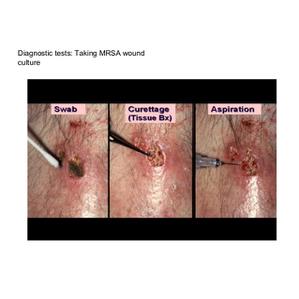 Diagnostic tests: Taking MRSA wound
culture
Swab
Curettage
(Tissue Bx)
Aspiration